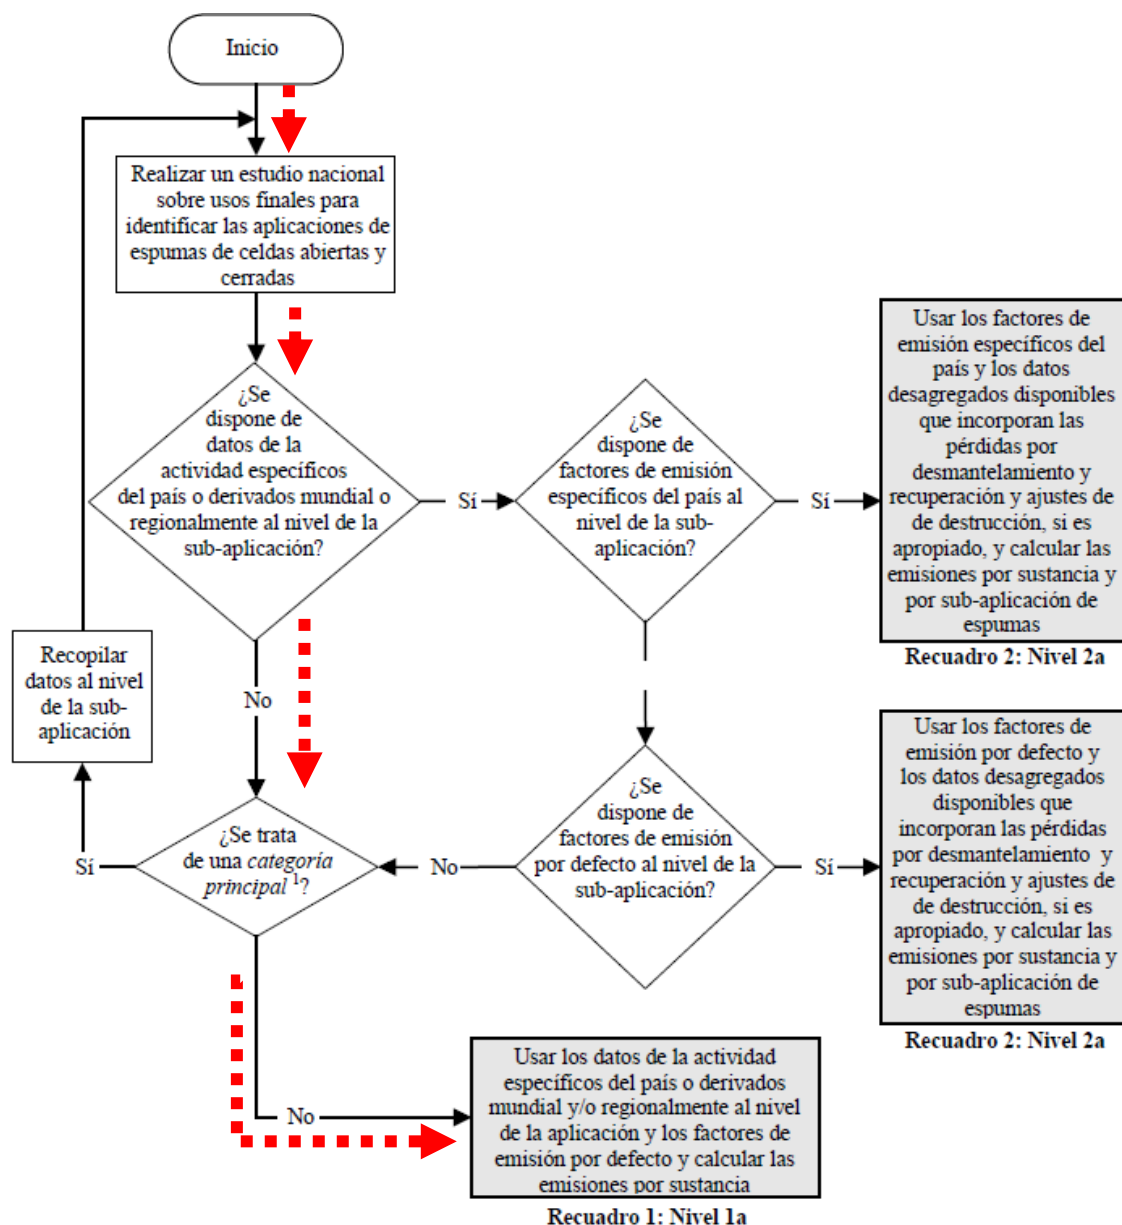 Inicio
Realizar un estudio nacional
sobre usos finales para
identificar las aplicaciones de
espumas de celdas abiertas y
cerradas
¿Se
dispone de
datos de la
actividad específicos
del país o derivados mundial o
regionalmente al nivel de la
sub-aplicación?
Sí
¿Se
dispone de
factores de emisión
específicos del país al
nivel de la sub-
aplicación?
Sí
Usar los factores de
emisión específicos del
país y los datos
desagregados disponibles
que incorporan las
pérdidas por
desmantelamiento y
recuperación y ajustes de
de destrucción, si es
apropiado, y calcular las
emisiones por sustancia y
por sub-aplicación de
espumas
Recuadro 2: Nivel 2a
Recopilar
datos al nivel
de la sub-
aplicación
No
¿Se trata
de una categoría
principal 1?
Sí
No
¿Se
dispone de
factores de emisión
por defecto al nivel de la
sub-aplicación?
Sí
Usar los factores de
emisión por defecto y
los datos desagregados
disponibles que
incorporan las pérdidas
por desmantelamiento y
recuperación y ajustes de
de destrucción, si es
apropiado, y calcular las
emisiones por sustancia y
por sub-aplicación de
espumas
Recuadro 2: Nivel 2a
No
Usar los datos de la actividad
específicos del país o derivados
mundial y/o regionalmente al nivel
de la aplicación y los factores de
emisión por defecto y calcular las
emisiones por sustancia
Recuadro 1: Nivel 1a